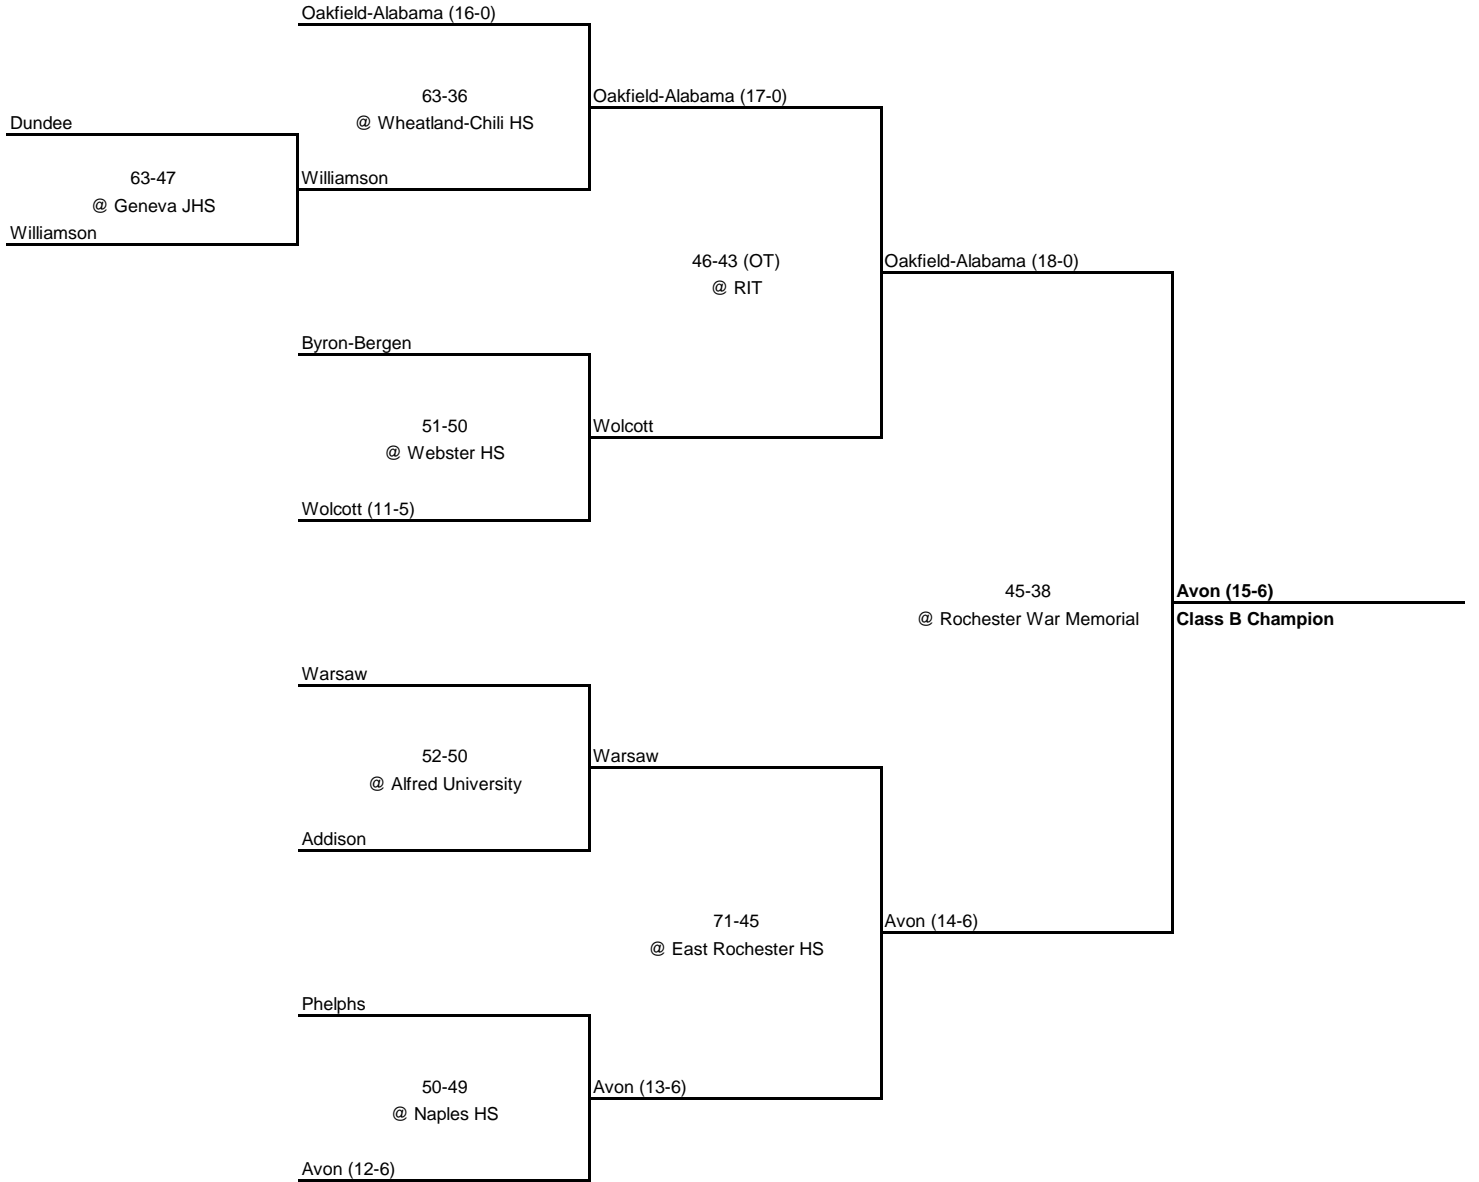 Oakfield-Alabama (16-0)
63-36
@ Wheatland-Chili HS
Oakfield-Alabama (17-0)
Dundee
63-47
@ Geneva JHS
Williamson
Williamson
46-43 (OT)
@ RIT
Oakfield-Alabama (18-0)
Byron-Bergen
51-50
@ Webster HS
Wolcott
Wolcott (11-5)
45-38
@ Rochester War Memorial
Avon (15-6)
Class B Champion
Warsaw
52-50
@ Alfred University
Warsaw
Addison
71-45
@ East Rochester HS
Avon (14-6)
Phelphs
50-49
@ Naples HS
Avon (13-6)
Avon (12-6)